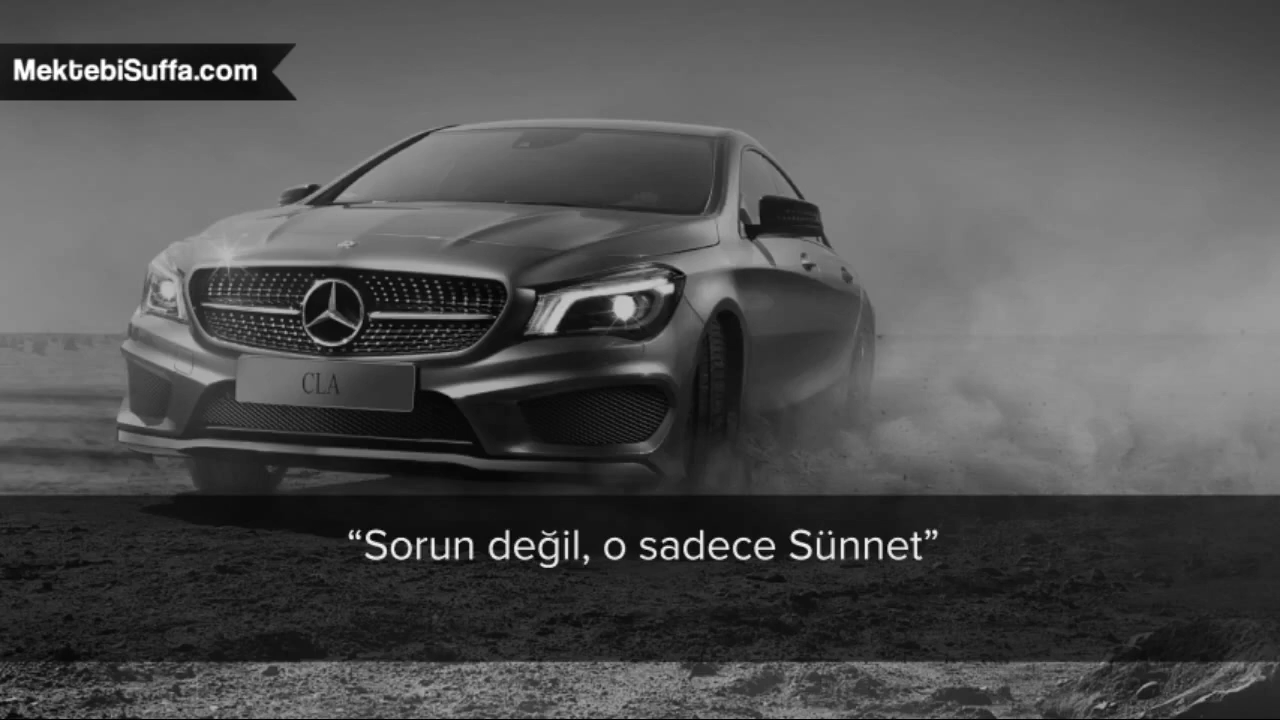 MektebiSuffa.com
CLA
“Sorun değil, o sadece Sünnet”